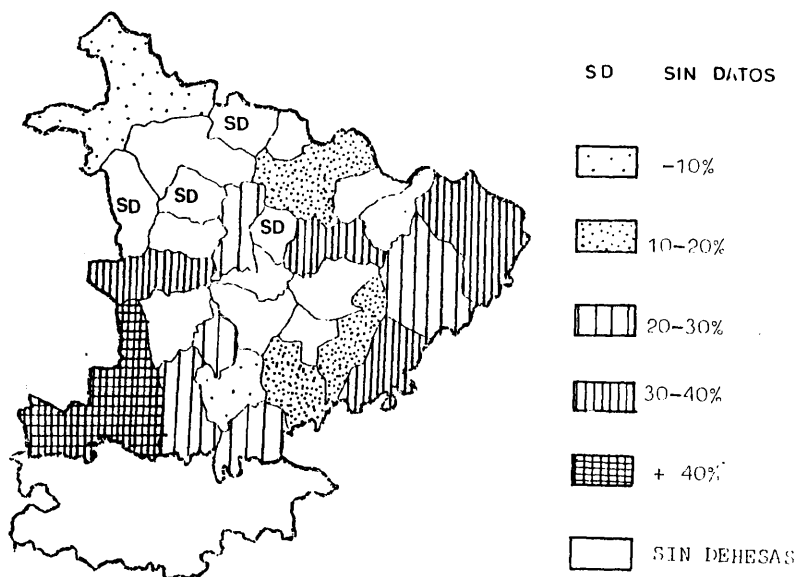 SD SIN DATOS
-10%
10-20%
20-30%
30-40%
+ 40%
SIN DEHESAS
SD
SD
SD
SD